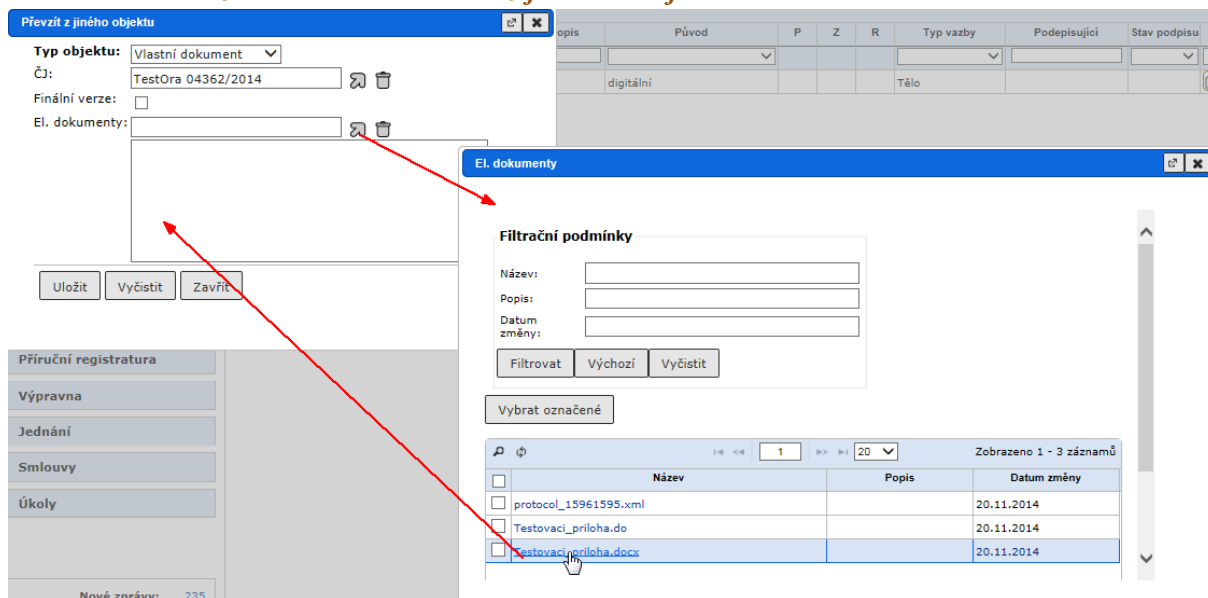 Převzít z jiného objektu
opis Původ P Z R Typ vazby Podepisující Stav podpisu
Typ objektu: Vlastní dokument
ČJ: TestOra 04362/2014
digitální Tělo
Finální verze:
El. dokumenty:
El. dokumenty
Filtrační podmínky
Název:
Uložit Vyčistit Zavřít
Popis:
Datum
změny:
Příruční registratura
Filtrovat Výchozí Vyčistit
Výpravna
Vybrat označené
Jednání
1 20 Zobrazeno 1 - 3 záznamů
Smlouvy
Název Popis Datum změny
Úkoly
protocol_15961595.xml 20.11.2014
Testovaci_priloha.do 20.11.2014
Testovaci_priloha.docx 20.11.2014
Nové zprávy: 235